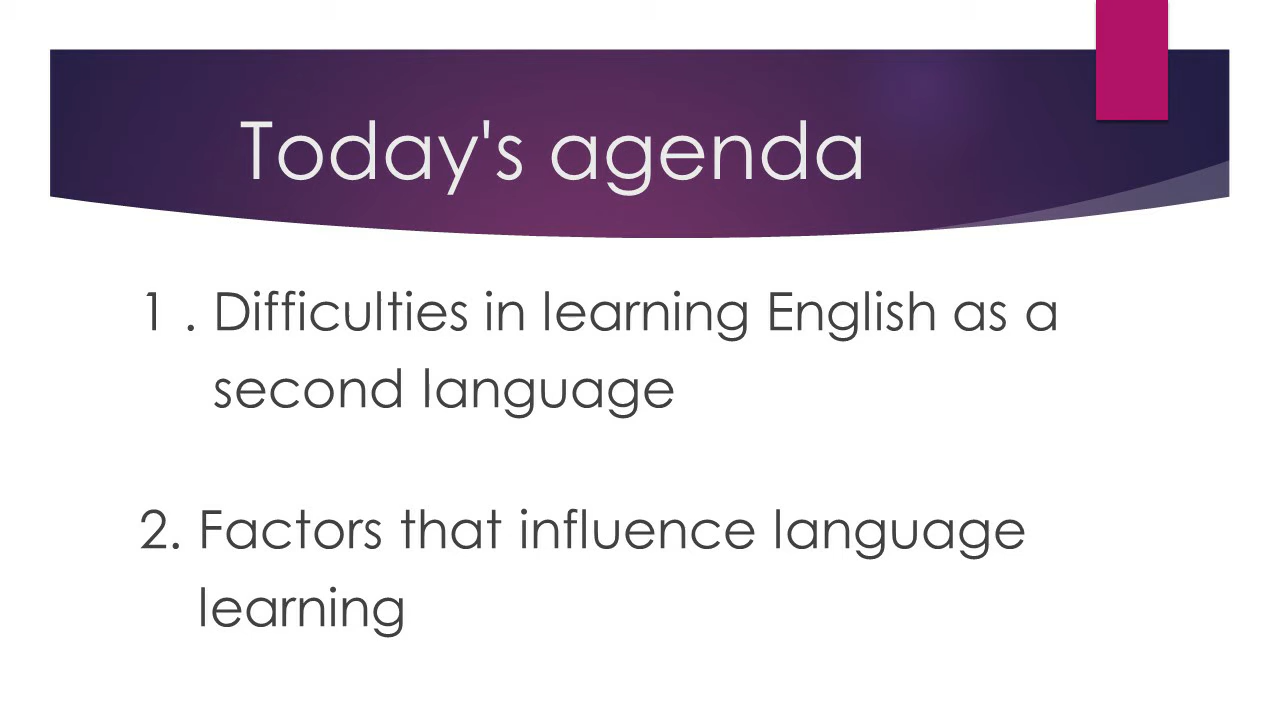 Today's agenda
1 . Difficulties in learning English as a
second language
2. Factors that influence language
learning